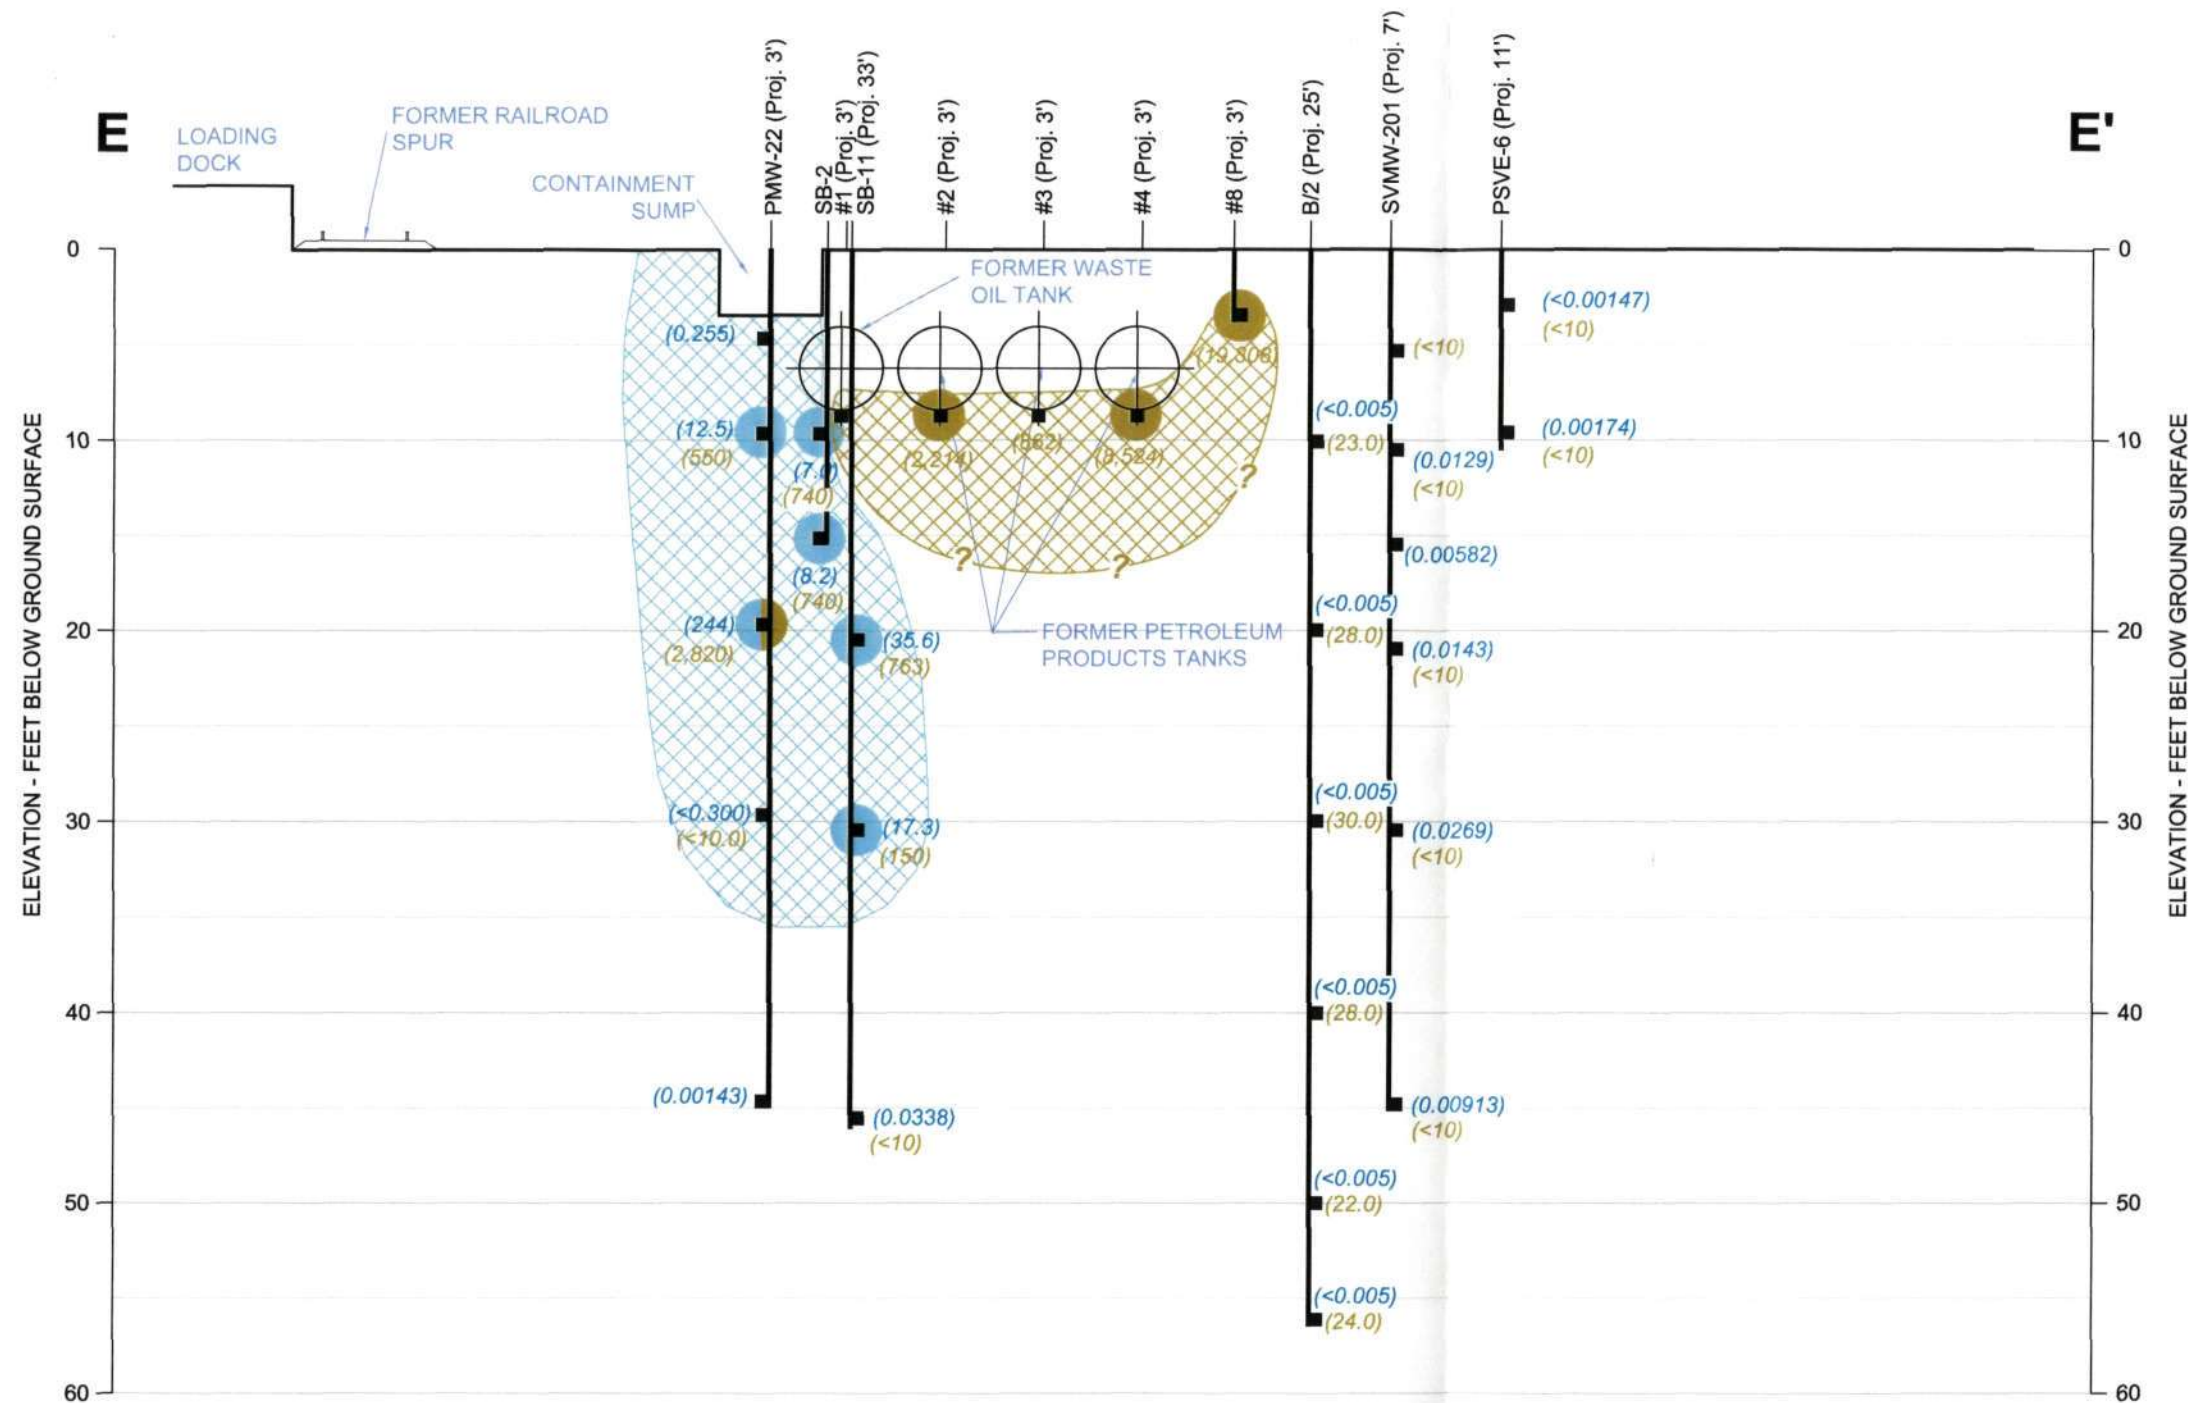 E
E'
LOADING
DOCK
FORMER RAILROAD
SPUR
CONTAINMENT
SUMP
PMW-22 (Proj. 3')
SB-2
#1 (Proj. 3')
SB-11 (Proj. 33')
#2 (Proj. 3')
#3 (Proj. 3')
#4 (Proj. 3')
#8 (Proj. 3')
B/2 (Proj. 25')
SVMW-201 (Proj. 7')
PSVE-6 (Proj. 11')
FORMER WASTE
OIL TANK
FORMER PETROLEUM
PRODUCTS TANKS
ELEVATION - FEET BELOW GROUND SURFACE
0
10
20
30
40
50
60
(0.255)
(12.5)
(550)
(244)
(2,820)
(<0.300)
(<10.0)
(0.00143)
(740)
(8.2)
(740)
(35.6)
(763)
(17.3)
(150)
(0.0338)
(<10)
(2,214)
(862)
(8,524)
(19,808)
?
?
?
(<0.005)
(23.0)
(<0.005)
(28.0)
(<0.005)
(30.0)
(<0.005)
(28.0)
(<0.005)
(22.0)
(<0.005)
(24.0)
(<10)
(0.0129)
(<10)
(0.00582)
(0.0143)
(<10)
(0.0269)
(<10)
(0.00913)
(<10)
(<0.00147)
(<10)
(0.00174)
(<10)
0
10
20
30
40
50
60
ELEVATION - FEET BELOW GROUND SURFACE